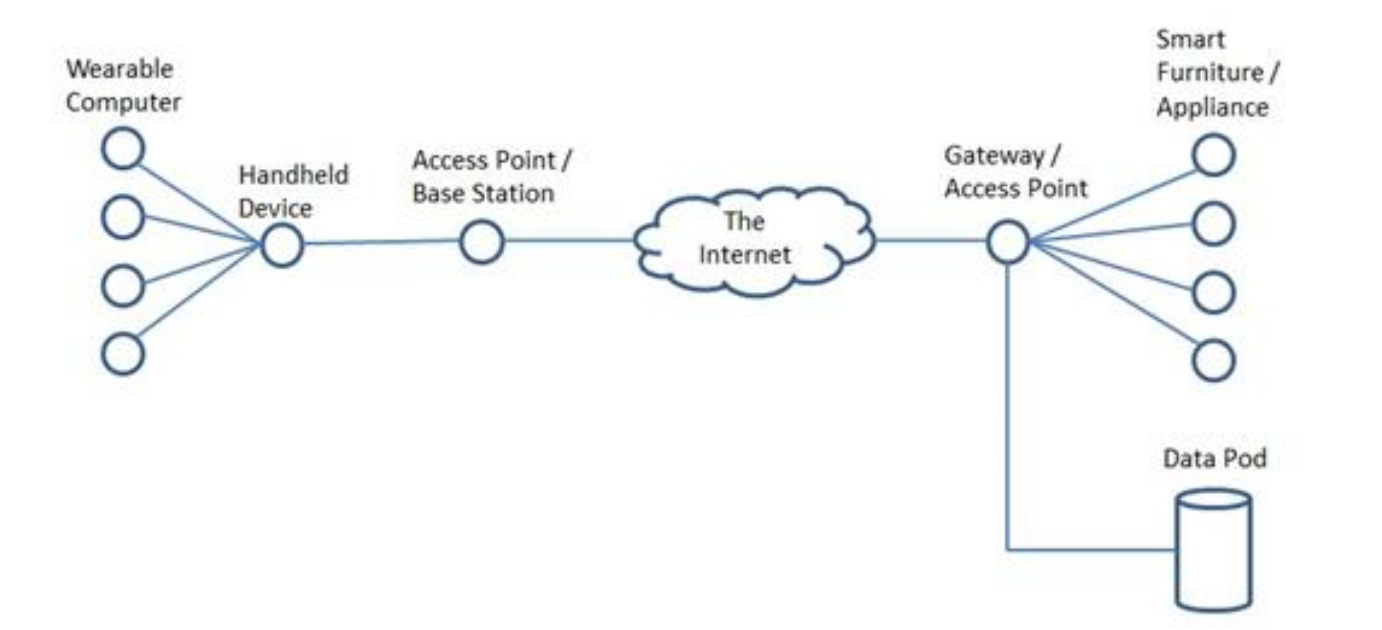 Wearable
Computer
Handheld
Device
Access Point /
Base Station
The
Internet
Gateway /
Access Point
Smart
Furniture /
Appliance
Data Pod